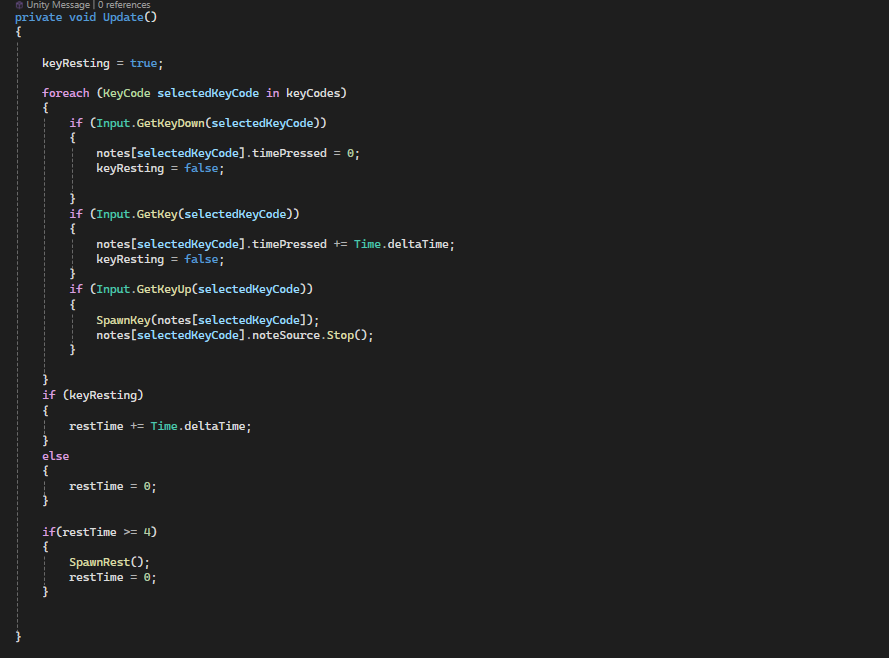 Unity Message | 0 references
private void Update()
{
keyResting = true;
foreach (KeyCode selectedKeyCode in keyCodes)
{
if (Input.GetKeyDown(selectedKeyCode))
{
notes[selectedKeyCode].timePressed = 0;
keyResting = false;
}
if (Input.GetKey(selectedKeyCode))
{
notes[selectedKeyCode].timePressed += Time.deltaTime;
keyResting = false;
}
if (Input.GetKeyUp(selectedKeyCode))
{
SpawnKey(notes[selectedKeyCode]);
notes[selectedKeyCode].noteSource.Stop();
}
}
if (keyResting)
{
restTime += Time.deltaTime;
}
else
{
restTime = 0;
}
if(restTime >= 4)
{
SpawnRest();
restTime = 0;
}
}